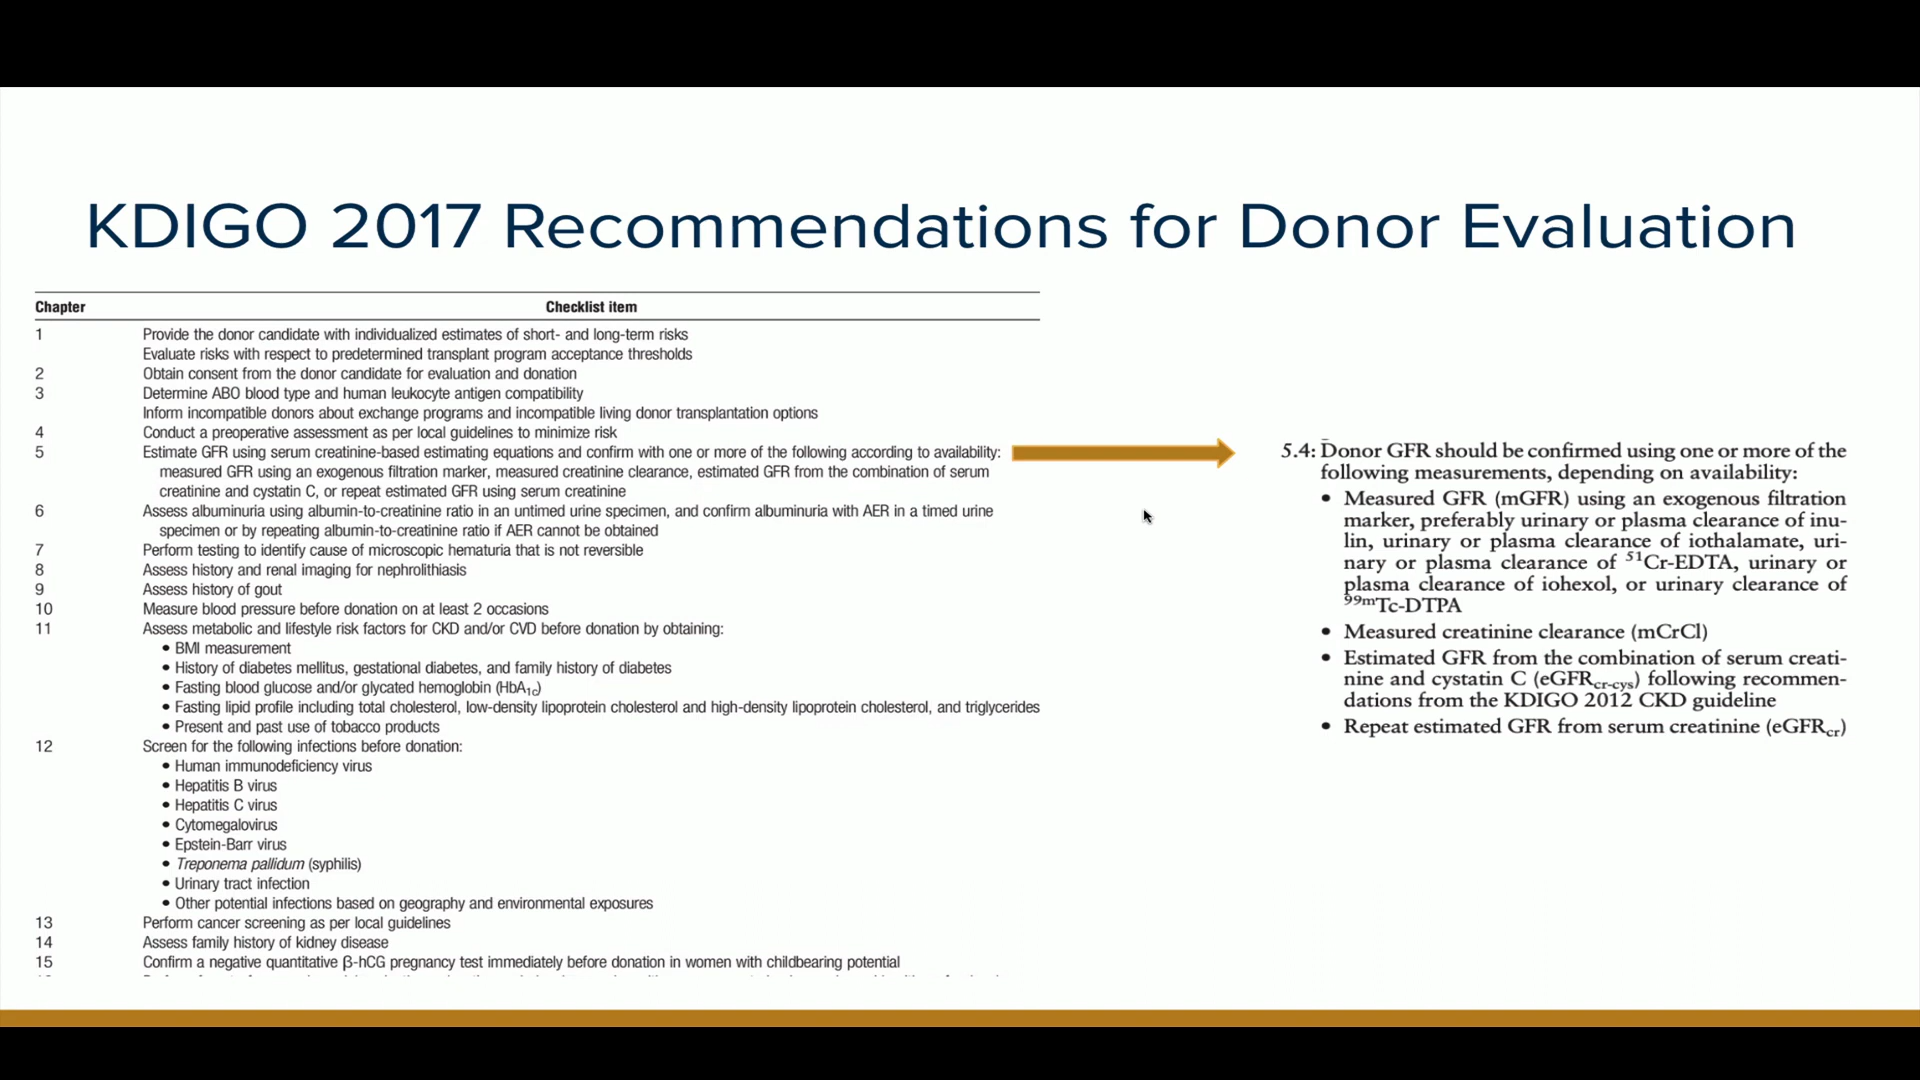 KDIGO 2017 Recommendations for Donor Evaluation
Chapter Checklist item
1 Provide the donor candidate with individualized estimates of short- and long-term risks
Evaluate risks with respect to predetermined transplant program acceptance thresholds
2 Obtain consent from the donor candidate for evaluation and donation
3 Determine ABO blood type and human leukocyte antigen compatibility
Inform incompatible donors about exchange programs and incompatible living donor transplantation options
4 Conduct a preoperative assessment as per local guidelines to minimize risk
5 Estimate GFR using serum creatinine-based estimating equations and confirm with one or more of the following according to availability:
measured GFR using an exogenous filtration marker, measured creatinine clearance, estimated GFR from the combination of serum
creatinine and cystatin C, or repeat estimated GFR using serum creatinine
6 Assess albuminuria using albumin-to-creatinine ratio in an untimed urine specimen, and confirm albuminuria with AER in a timed urine
specimen or by repeating albumin-to-creatinine ratio if AER cannot be obtained
7 Perform testing to identify cause of microscopic hematuria that is not reversible
8 Assess history and renal imaging for nephrolithiasis
9 Assess history of gout
10 Measure blood pressure before donation on at least 2 occasions
11 Assess metabolic and lifestyle risk factors for CKD and/or CVD before donation by obtaining:
• BMI measurement
• History of diabetes mellitus, gestational diabetes, and family history of diabetes
• Fasting blood glucose and/or glycated hemoglobin (HbA1c)
• Fasting lipid profile including total cholesterol, low-density lipoprotein cholesterol and high-density lipoprotein cholesterol, and triglycerides
• Present and past use of tobacco products
12 Screen for the following infections before donation:
• Human immunodeficiency virus
• Hepatitis B virus
• Hepatitis C virus
• Cytomegalovirus
• Epstein-Barr virus
• Treponema pallidum (syphilis)
• Urinary tract infection
• Other potential infections based on geography and environmental exposures
13 Perform cancer screening as per local guidelines
14 Assess family history of kidney disease
15 Confirm a negative quantitative β-hCG pregnancy test immediately before donation in women with childbearing potential
5.4: Donor GFR should be confirmed using one or more of the
following measurements, depending on availability:
• Measured GFR (mGFR) using an exogenous filtration
marker, preferably urinary or plasma clearance of inu-
lin, urinary or plasma clearance of iothalamate, uri-
nary or plasma clearance of 51Cr-EDTA, urinary or
plasma clearance of iohexol, or urinary clearance of
99mTc-DTPA
• Measured creatinine clearance (mCrCl)
• Estimated GFR from the combination of serum creati-
nine and cystatin C (eGFRcr-cys) following recommen-
dations from the KDIGO 2012 CKD guideline
• Repeat estimated GFR from serum creatinine (eGFRcr)